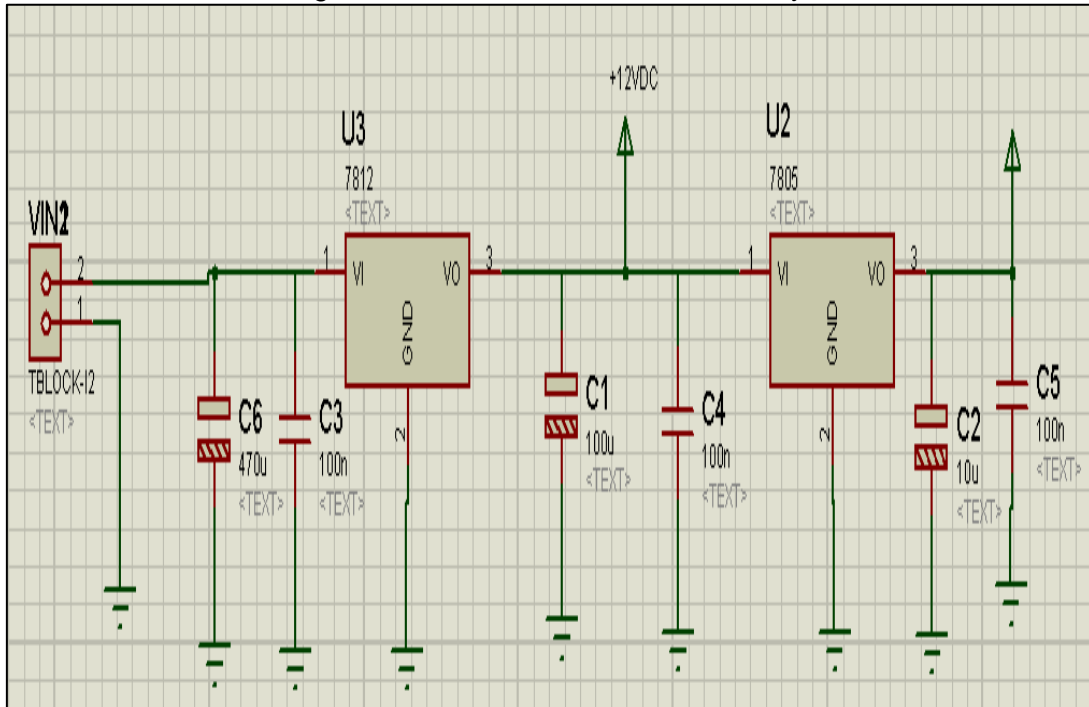 +12VDC
U3
7812
<TEXT>
U2
7805
<TEXT>
2
1
TBLOCK-I2
<TEXT>
1
VI
VO
3
GND
2
1
VI
VO
3
GND
2
C6
470u
<TEXT>
C3
100n
<TEXT>
C1
100u
<TEXT>
C4
100n
<TEXT>
C2
10u
<TEXT>
C5
100n
<TEXT>